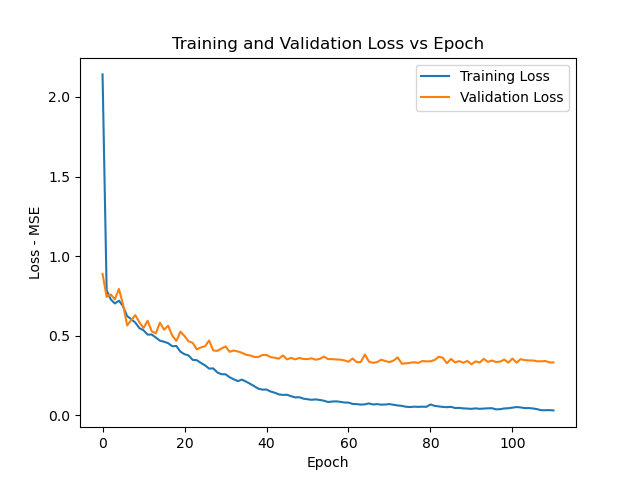 Training and Validation Loss vs Epoch
Training Loss
Validation Loss
2.0
1.5
1.0
0.5
0.0
Loss - MSE
0 20 40 60 80 100
Epoch